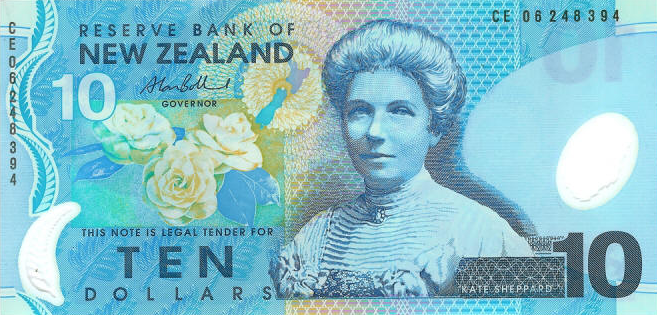 RESERVE BANK OF
NEW ZEALAND
CE 06248394
CE 06248394
10
GOVERNOR
THIS NOTE IS LEGAL TENDER FOR
TEN
DOLLARS
KATE SHEPPARD
10